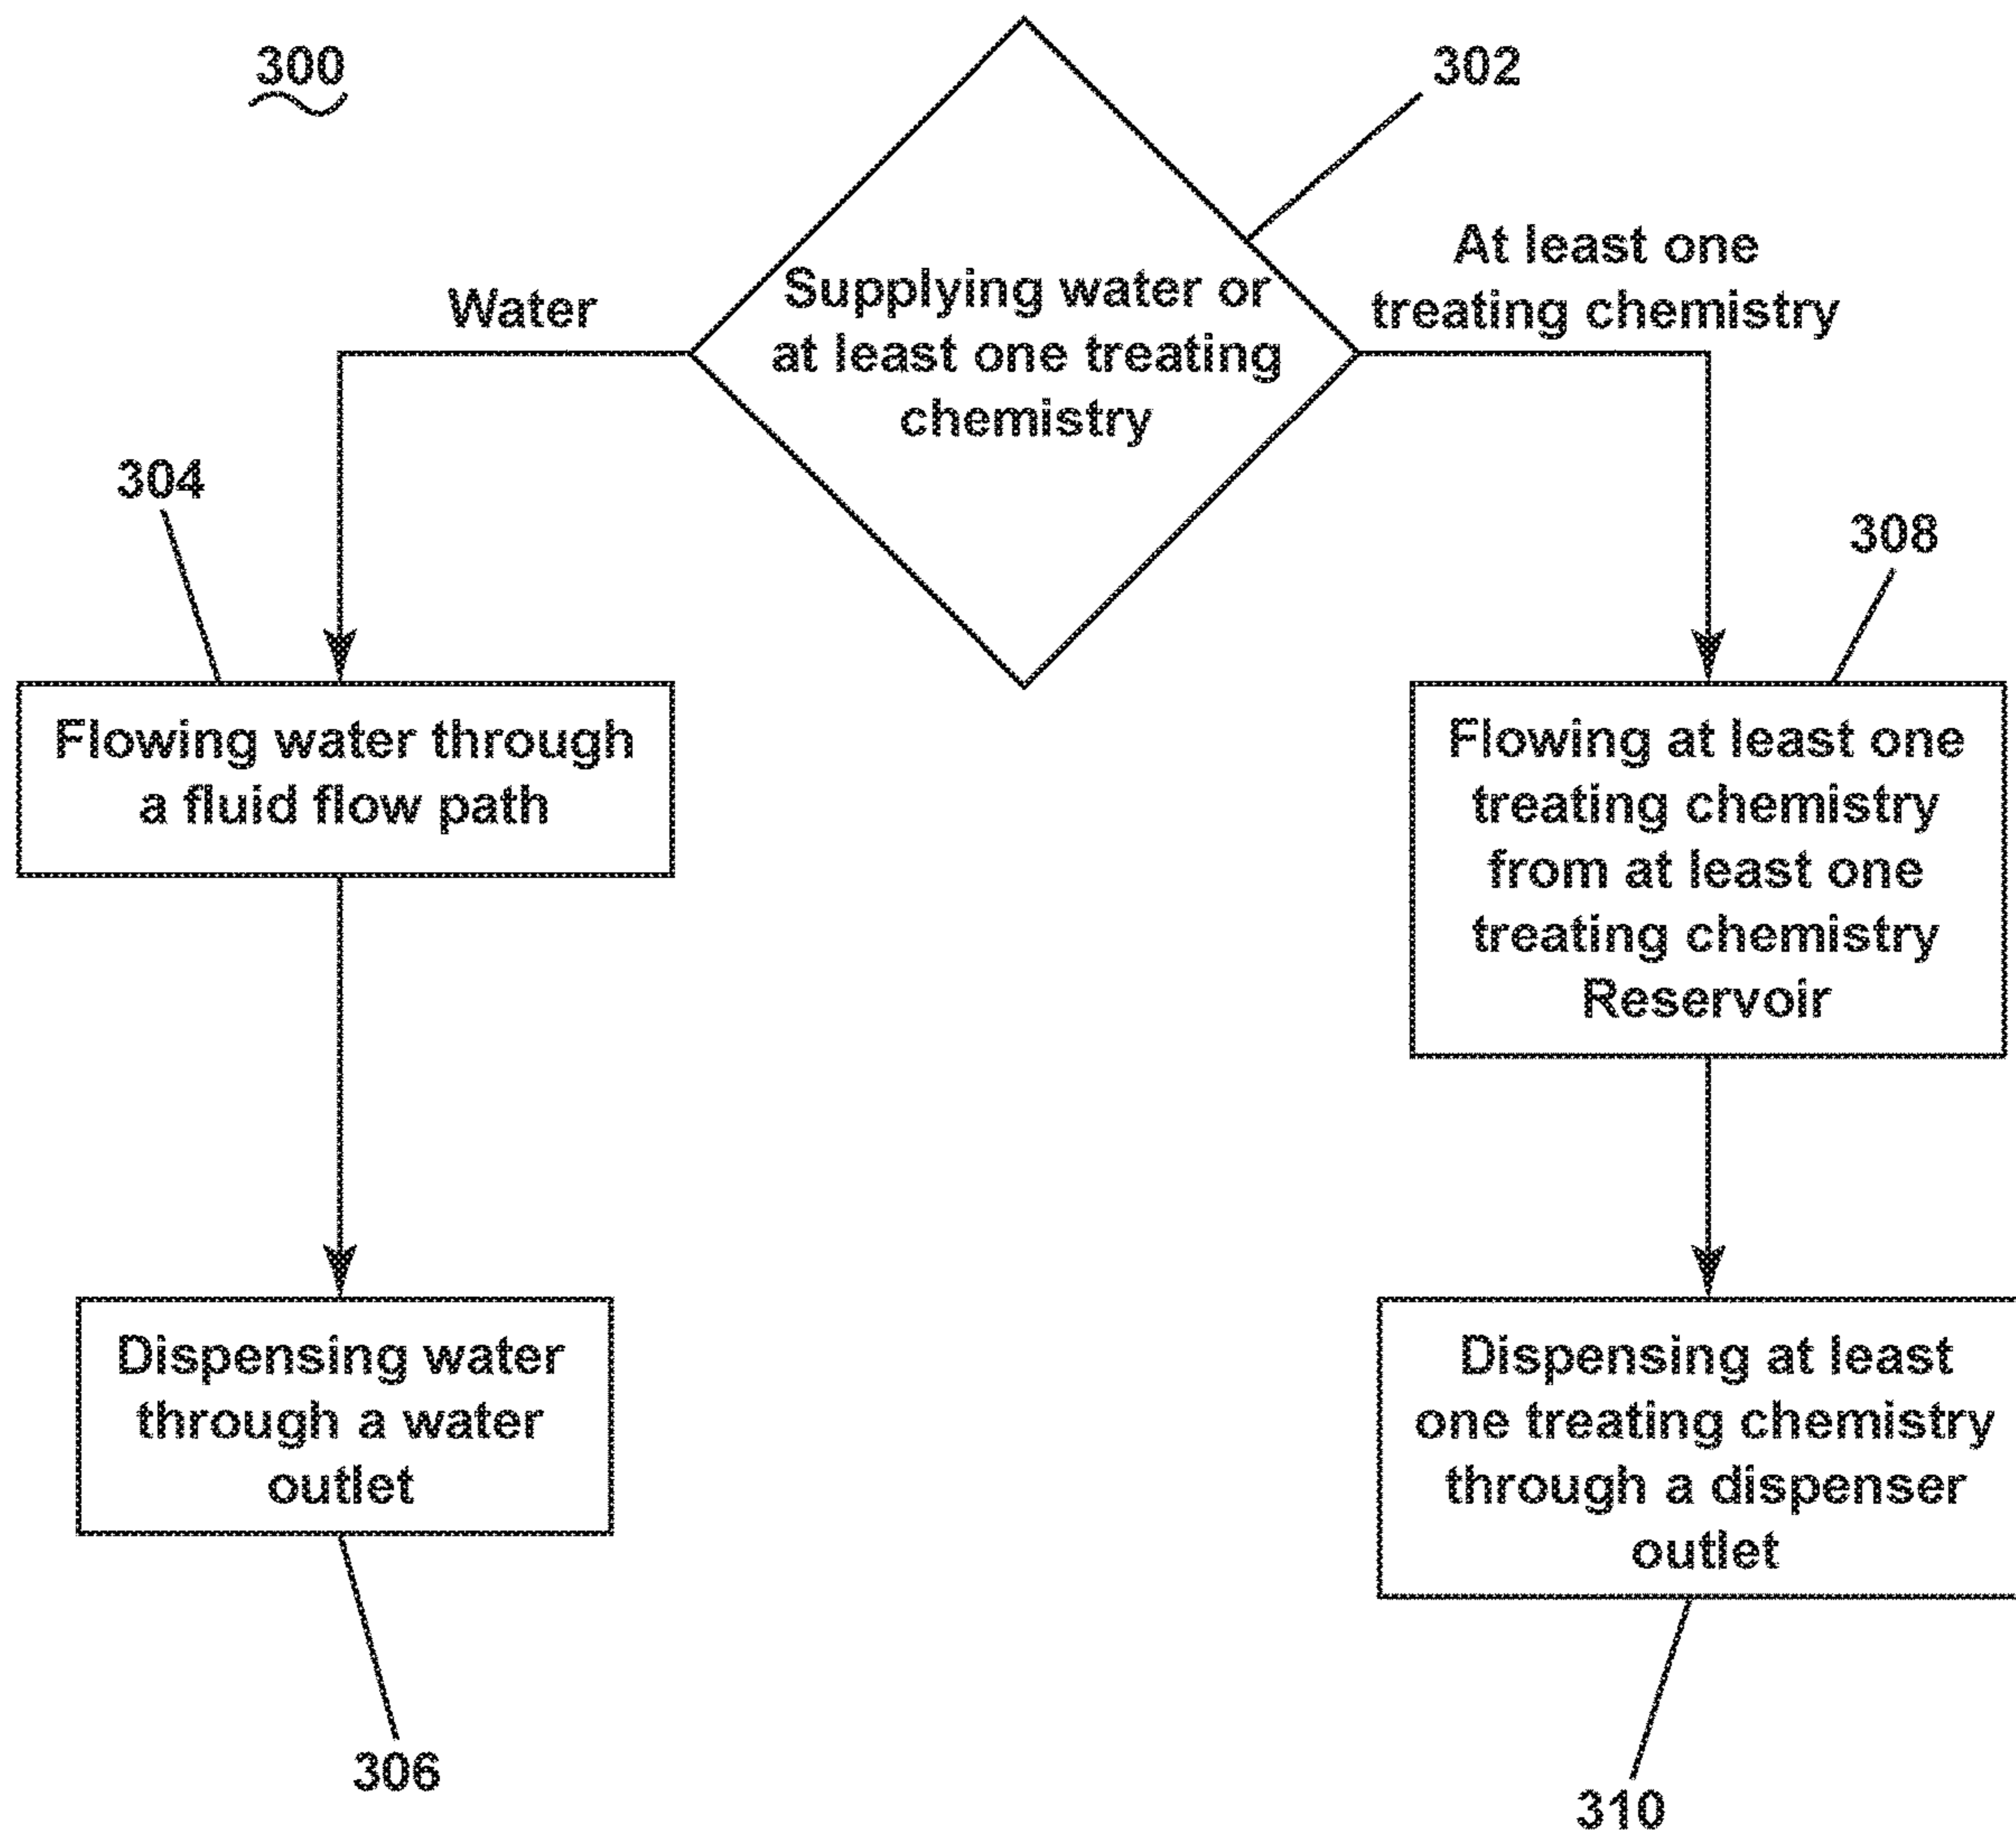 300
302
Supplying water or
at least one treating
chemistry
Water
At least one
treating chemistry
304
308
Flowing water through
a fluid flow path
Flowing at least one
treating chemistry
from at least one
treating chemistry
Reservoir
Dispensing water
through a water
outlet
Dispensing at least
one treating chemistry
through a dispenser
outlet
306
310